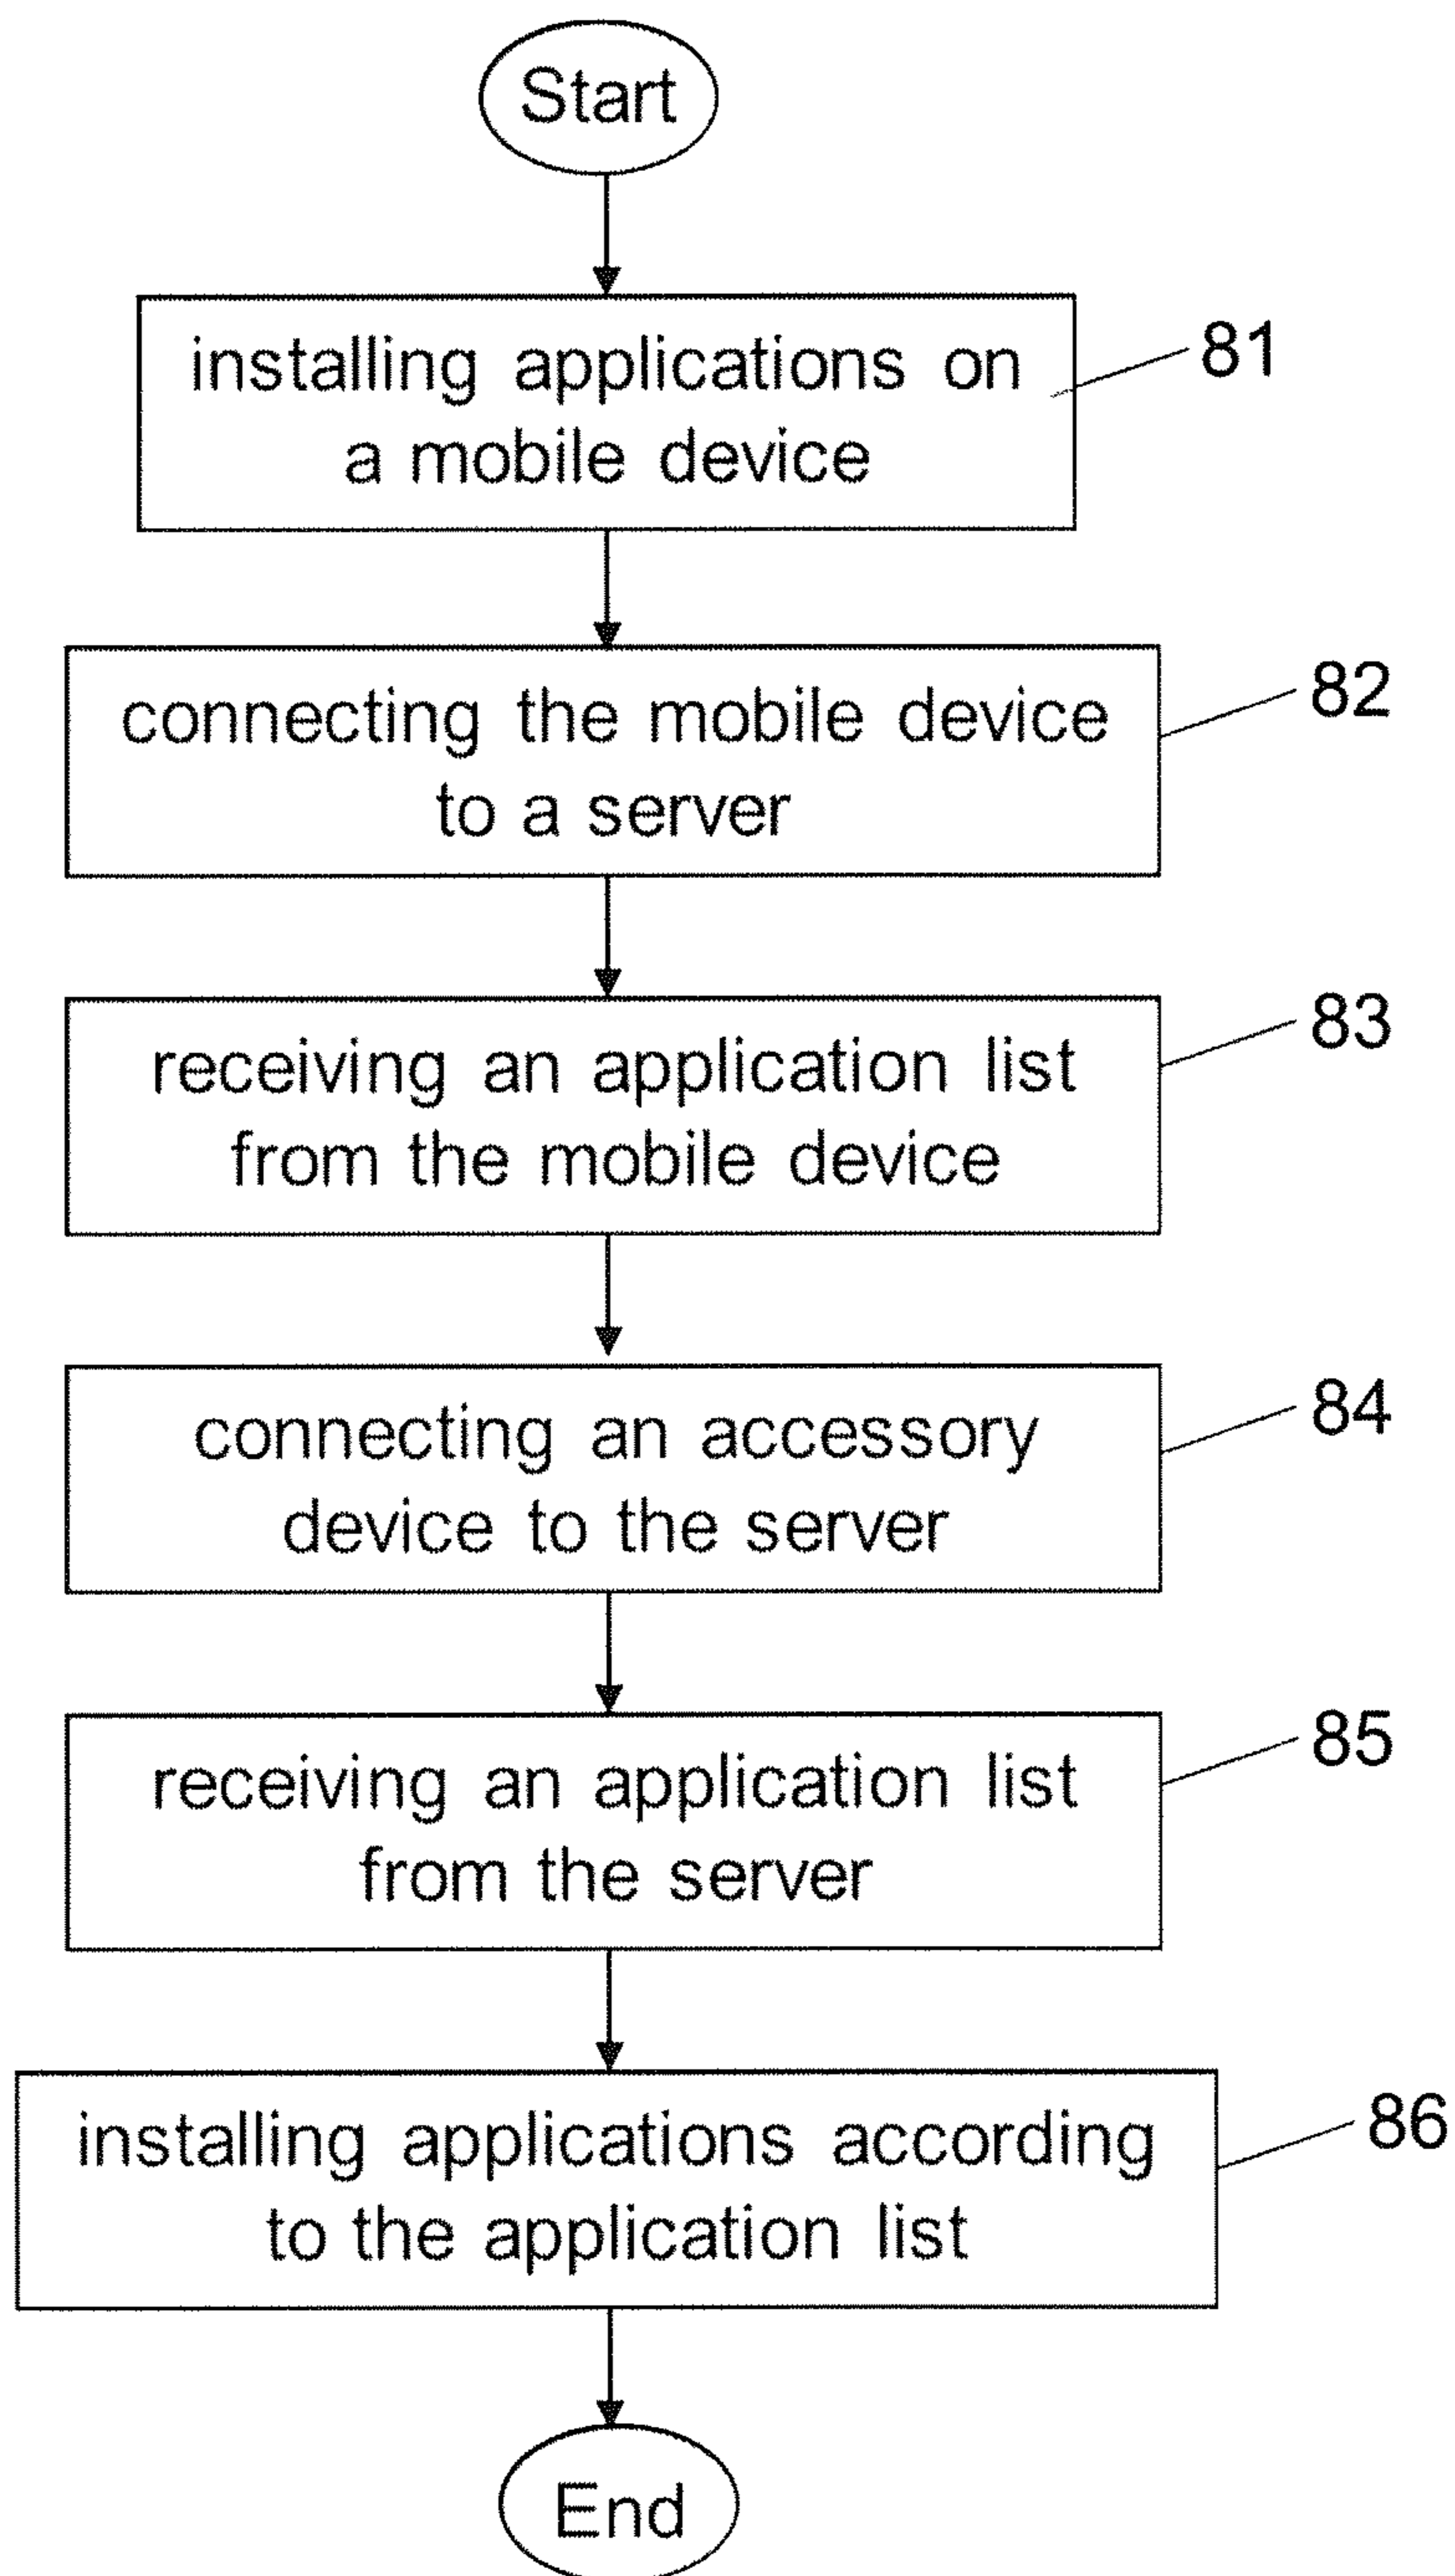 Start
installing applications on
a mobile device
81
connecting the mobile device
to a server
82
receiving an application list
from the mobile device
83
connecting an accessory
device to the server
84
receiving an application list
from the server
85
installing applications according
to the application list
86
End